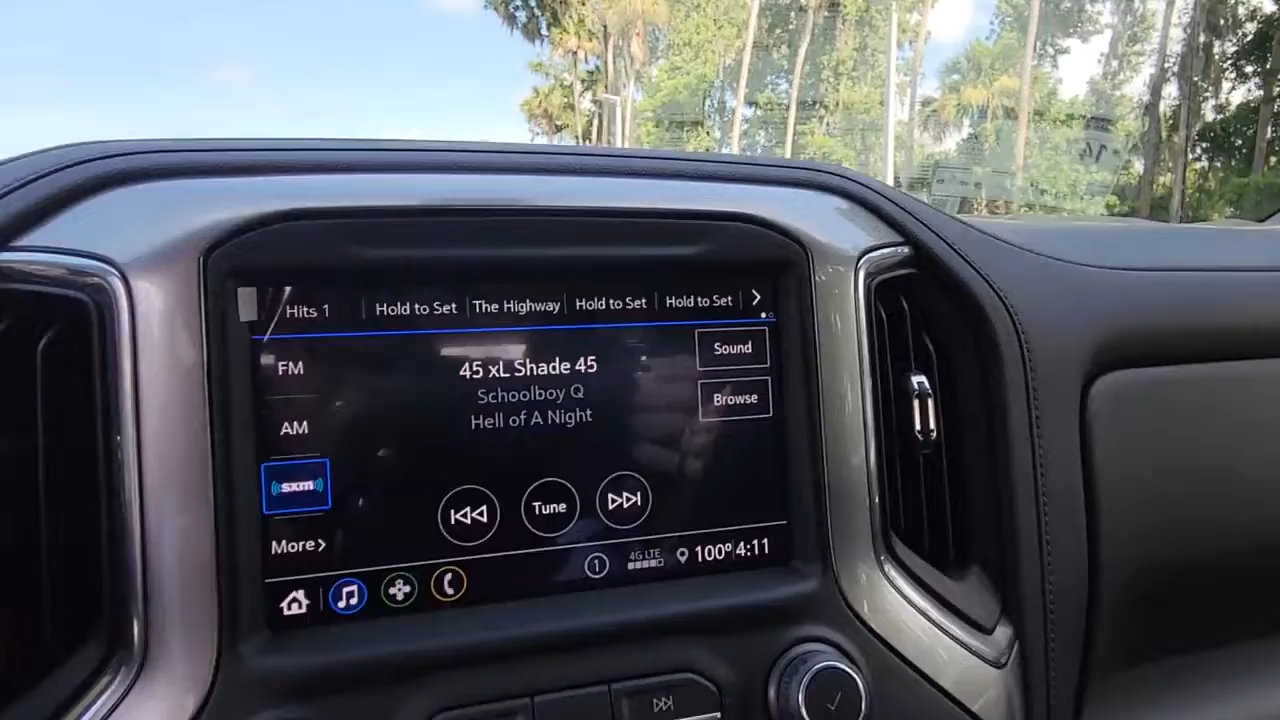 Hits 1
Hold to Set
The Highway
Hold to Set
Hold to Set
FM
45 xL Shade 45
Sound
Schoolboy Q
Browse
Hell of A Night
AM
sxm
Tune
More
1
4G LTE
100° 4:11